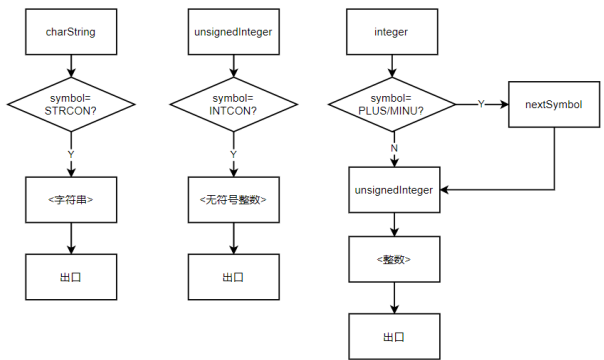 charString
symbol=
STRCON?
Y
<字符串>
出口
unsignedInteger
symbol=
INTCON?
Y
<无符号整数>
出口
integer
symbol=
PLUS/MINU?
Y
nextSymbol
N
unsignedInteger
<整数>
出口